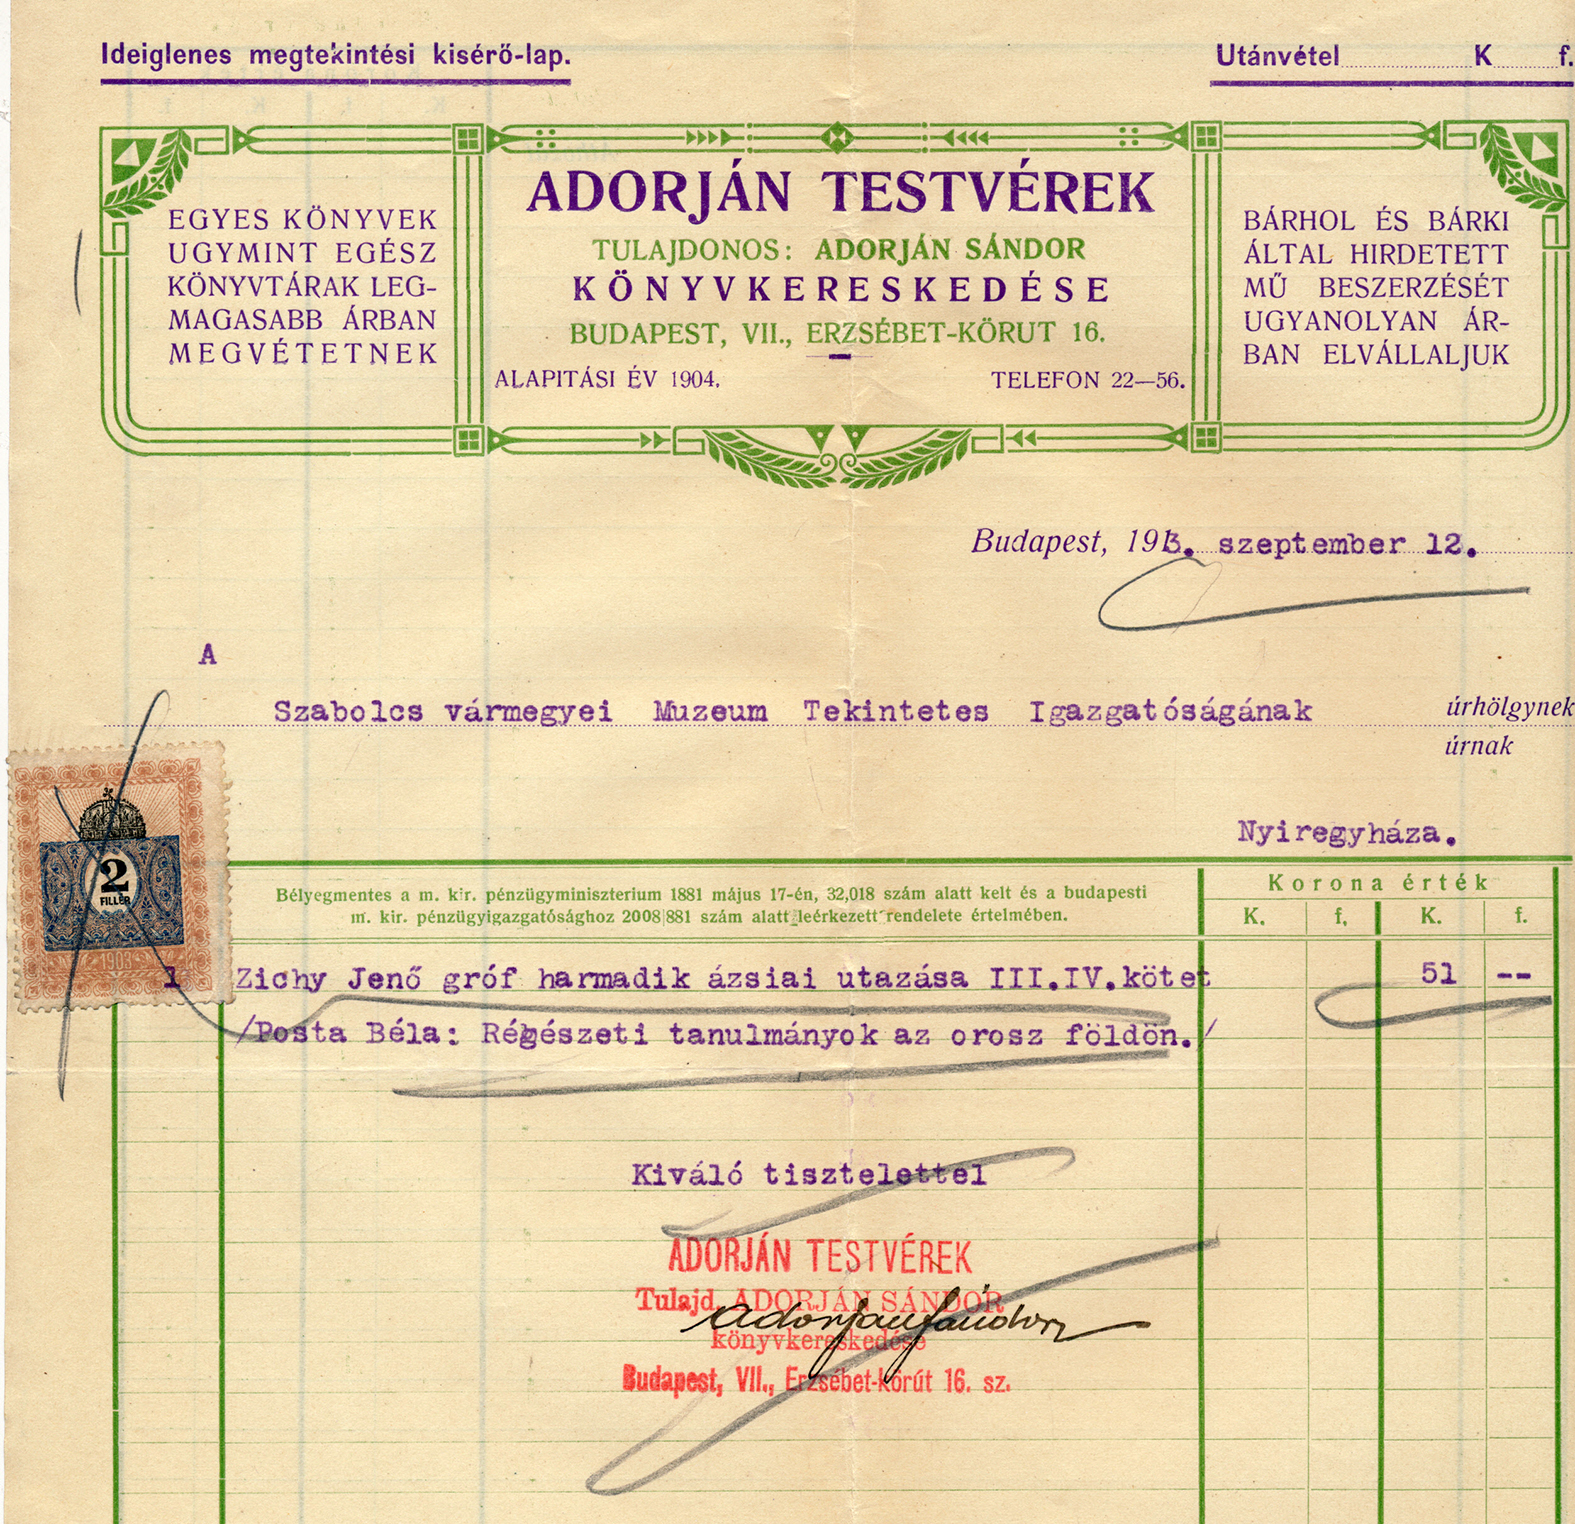 Ideiglenes megtekintési kisérő-lap.
Utánvétel K f.
EGYES KÖNYVEK
UGYMINT EGÉSZ
KÖNYVTÁRAK LEG-
MAGASABB ÁRBAN
MEGVÉTETNEK
ADORJÁN TESTVÉREK
TULAJDONOS: ADORJÁN SÁNDOR
KÖNYVKERESKEDÉSE
BUDAPEST, VII., ERZSÉBET-KÖRUT 16.
ALAPITÁSI ÉV 1904. TELEFON 22—56.
BÁRHOL ÉS BÁRKI
ÁLTAL HIRDETETT
MŰ BESZERZÉSÉT
UGYANOLYAN ÁR-
BAN ELVÁLLALJUK
Budapest, 1913. szeptember 12.
A
Szabolcs vármegyei Muzeum Tekintetes Igazgatóságának úrhölgynek
úrnak
Nyiregyháza.
2
FILLÉR
1903
Bélyegmentes a m. kir. pénzügyminiszterium 1881 május 17-én, 32,018 szám alatt kelt és a budapesti
m. kir. pénzügyigazgatósághoz 2008|881 szám alatt leérkezett rendelete értelmében.
Korona érték
K. f. K. f.
1 Zichy Jenő gróf harmadik ázsiai utazása III.IV.kötet 51 --
/Posta Béla: Régészeti tanulmányok az orosz földön./
Kiváló tisztelettel
ADORJÁN TESTVÉREK
Tulajd. ADORJÁN SÁNDOR
Adorján Sándor
könyvkereskedése
Budapest, VII., Erzsébet-körút 16. sz.